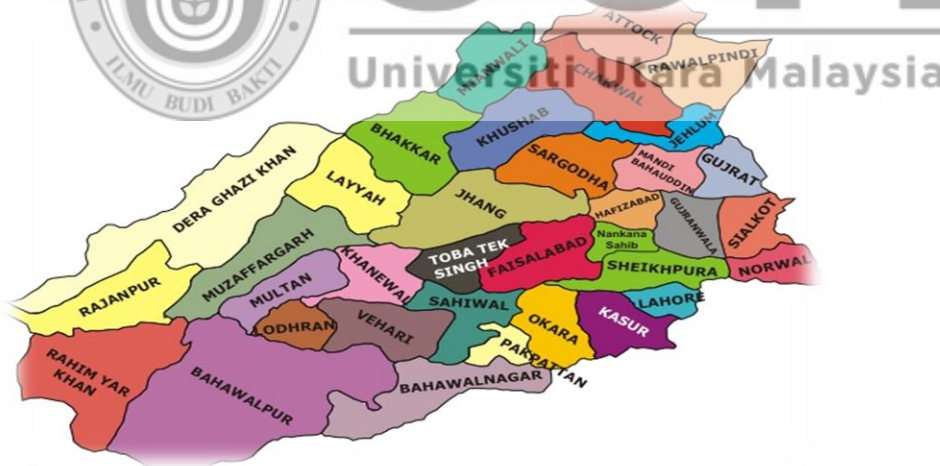 ILMU BUDI BAKTI
Universiti Utara Malaysia
ATTOCK
RAWALPINDI
MIANWALI
CHAKWAL
JEHLUM
BHAKKAR
KHUSHAB
SARGODHA
MANDI
BAHAUDDIN
GUJRAT
DERA GHAZI KHAN
LAYYAH
JHANG
HAFIZABAD
GUJRANWALA
SIALKOT
MUZAFFARGARH
KHANEWAL
TOBA TEK
SINGH
FAISALABAD
Nankana
Sahib
SHEIKHPURA
NORWAL
RAJANPUR
MULTAN
SAHIWAL
LAHORE
LODHRAN
VEHARI
OKARA
KASUR
PAKPATTAN
RAHIM YAR
KHAN
BAHAWALPUR
BAHAWALNAGAR